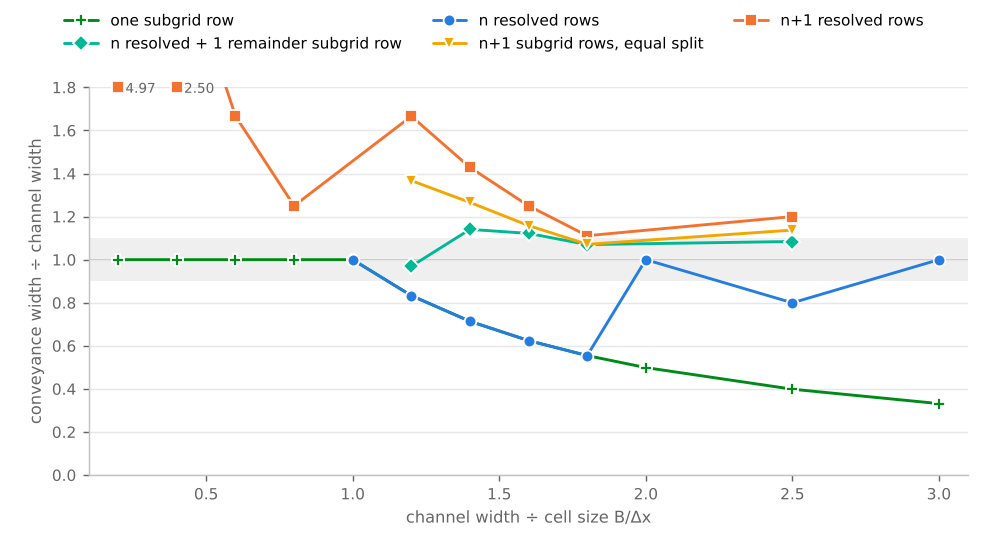 one subgrid row
n resolved rows
n+1 resolved rows
n resolved + 1 remainder subgrid row
n+1 subgrid rows, equal split
4.97
2.50
1.8
1.6
1.4
1.2
1.0
0.8
0.6
0.4
0.2
0.0
conveyance width ÷ channel width
0.5
1.0
1.5
2.0
2.5
3.0
channel width ÷ cell size B/Δx